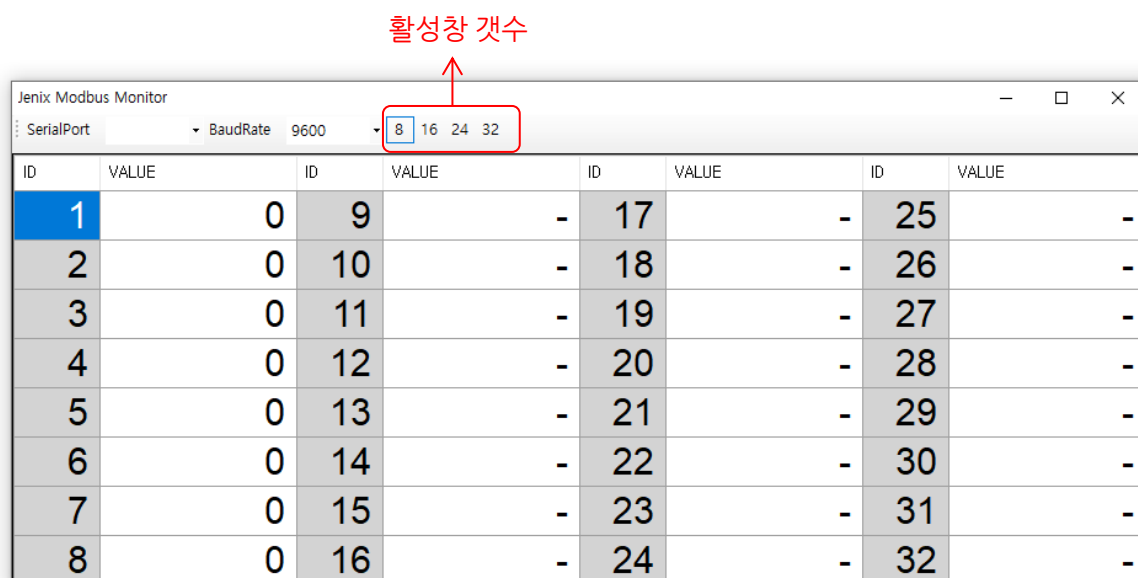 활성창 갯수
Jenix Modbus Monitor
SerialPort BaudRate 9600 8 16 24 32
ID VALUE ID VALUE ID VALUE ID VALUE
1 0 9 - 17 - 25 -
2 0 10 - 18 - 26 -
3 0 11 - 19 - 27 -
4 0 12 - 20 - 28 -
5 0 13 - 21 - 29 -
6 0 14 - 22 - 30 -
7 0 15 - 23 - 31 -
8 0 16 - 24 - 32 -